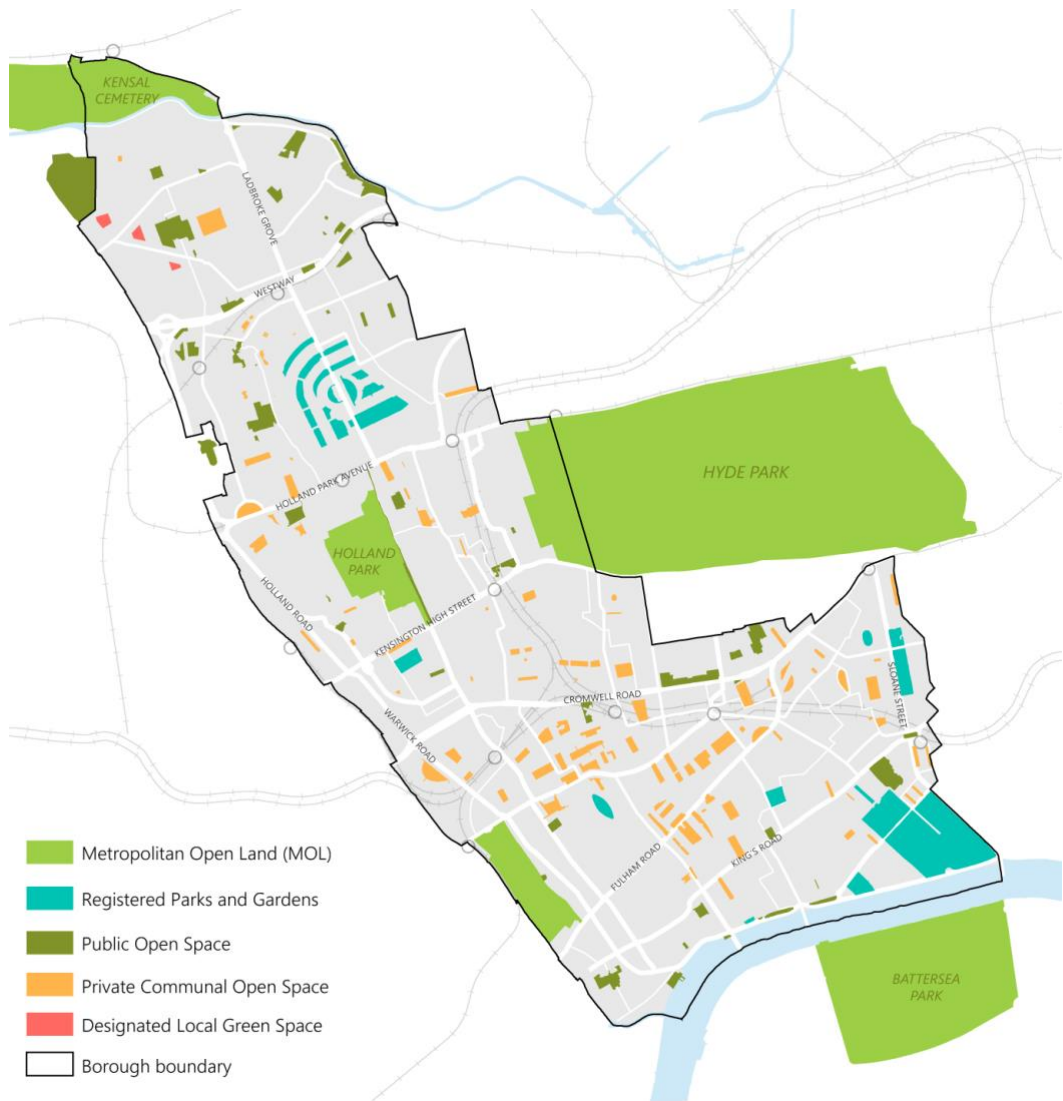 KENSAL
CEMETERY
LADBROKE GROVE
WESTWAY
HYDE PARK
HOLLAND PARK AVENUE
HOLLAND
PARK
HOLLAND ROAD
KENSINGTON HIGH STREET
SLOANE STREET
CROMWELL ROAD
WARWICK ROAD
FULHAM ROAD
KING'S ROAD
BATTERSEA
PARK
Metropolitan Open Land (MOL)
Registered Parks and Gardens
Public Open Space
Private Communal Open Space
Designated Local Green Space
Borough boundary